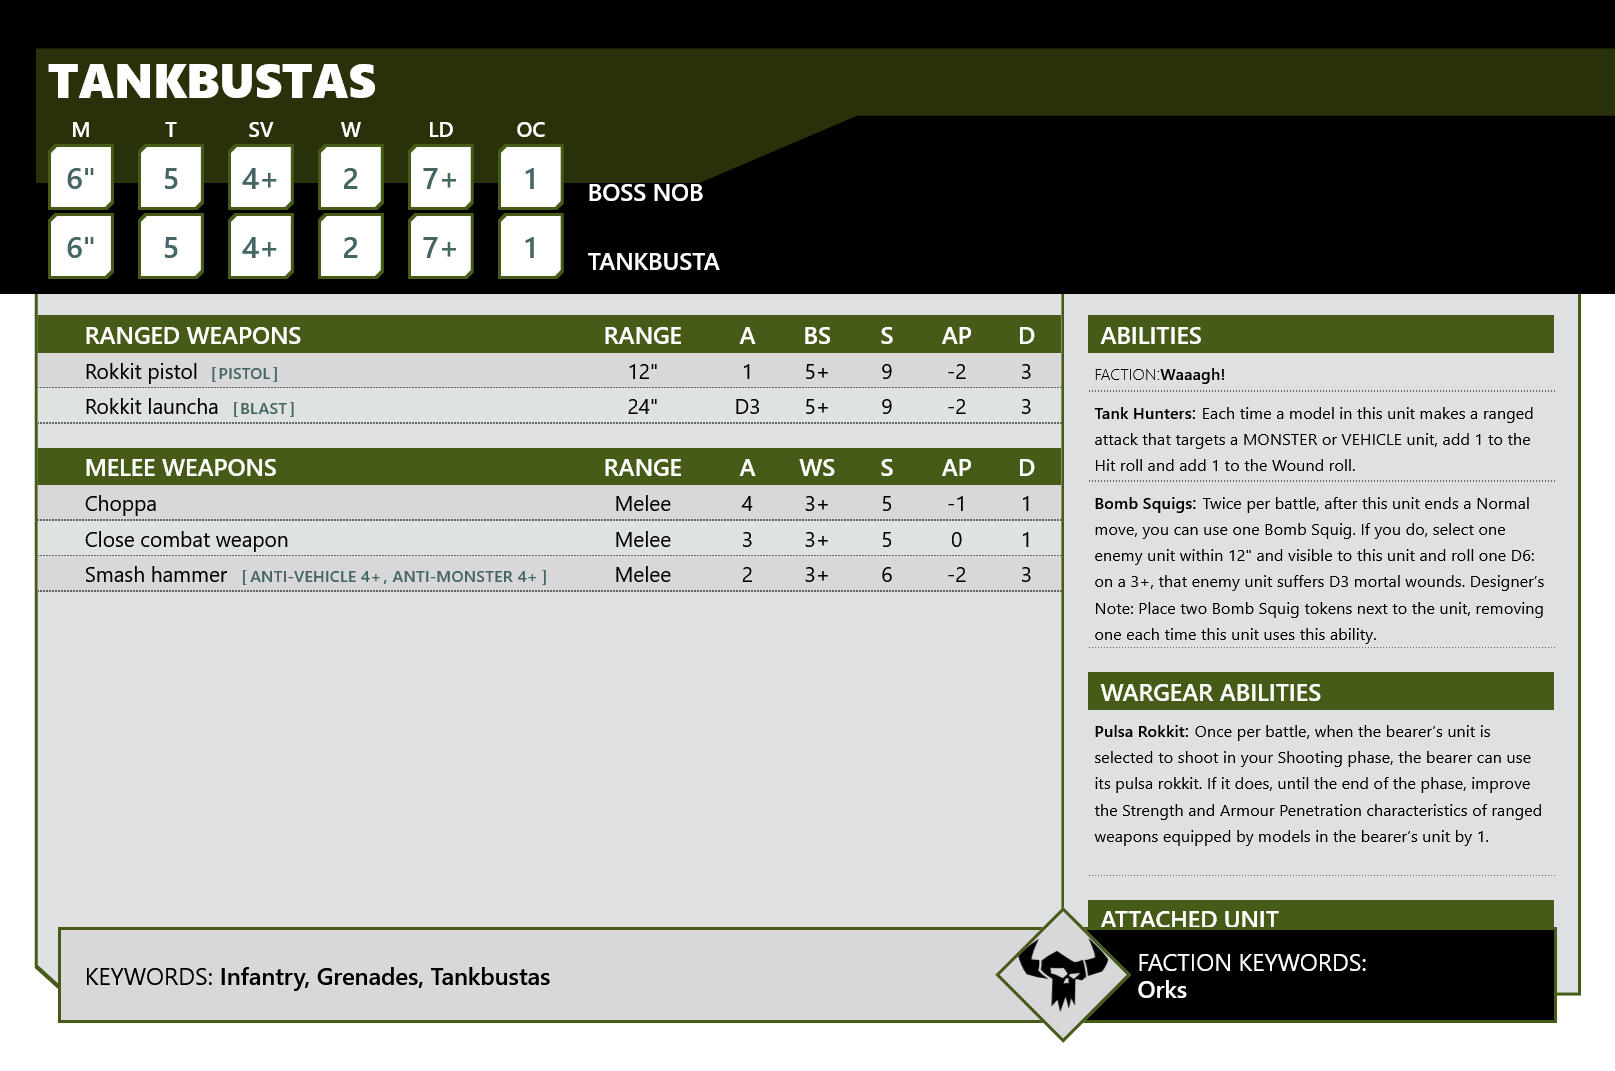 TANKBUSTAS
M T SV W LD OC
6" 5 4+ 2 7+ 1 BOSS NOB
6" 5 4+ 2 7+ 1 TANKBUSTA
RANGED WEAPONS RANGE A BS S AP D
Rokkit pistol [PISTOL] 12" 1 5+ 9 -2 3
Rokkit launcha [BLAST] 24" D3 5+ 9 -2 3
MELEE WEAPONS RANGE A WS S AP D
Choppa Melee 4 3+ 5 -1 1
Close combat weapon Melee 3 3+ 5 0 1
Smash hammer [ANTI-VEHICLE 4+, ANTI-MONSTER 4+] Melee 2 3+ 6 -2 3
ABILITIES
FACTION:Waaagh!
Tank Hunters: Each time a model in this unit makes a ranged
attack that targets a MONSTER or VEHICLE unit, add 1 to the
Hit roll and add 1 to the Wound roll.
Bomb Squigs: Twice per battle, after this unit ends a Normal
move, you can use one Bomb Squig. If you do, select one
enemy unit within 12" and visible to this unit and roll one D6:
on a 3+, that enemy unit suffers D3 mortal wounds. Designer's
Note: Place two Bomb Squig tokens next to the unit, removing
one each time this unit uses this ability.
WARGEAR ABILITIES
Pulsa Rokkit: Once per battle, when the bearer's unit is
selected to shoot in your Shooting phase, the bearer can use
its pulsa rokkit. If it does, until the end of the phase, improve
the Strength and Armour Penetration characteristics of ranged
weapons equipped by models in the bearer's unit by 1.
ATTACHED UNIT
KEYWORDS: Infantry, Grenades, Tankbustas
FACTION KEYWORDS:
Orks